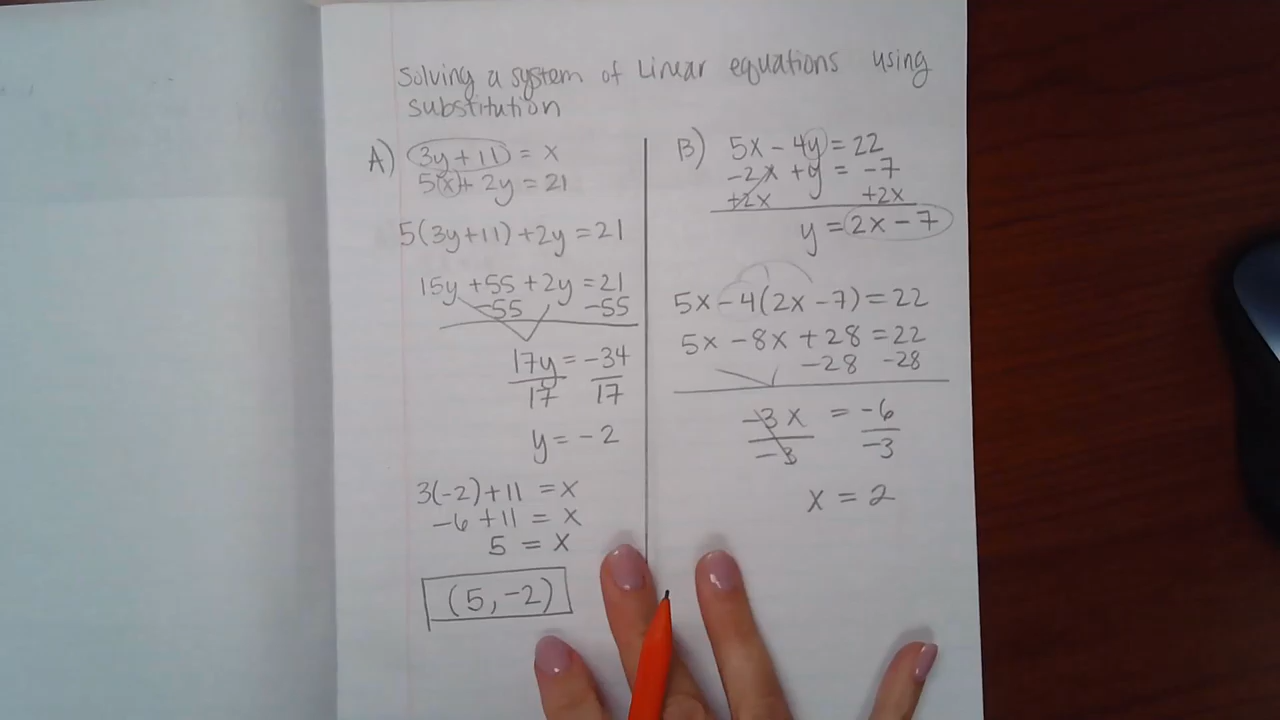 Solving a system of Linear equations using
substitution
A) 3y + 11 = x
5(x) + 2y = 21
5(3y+11) + 2y = 21
15y + 55 + 2y = 21
-55 -55
17y = -34
17 17
y = -2
3(-2) + 11 = x
-6 + 11 = x
5 = x
(5, -2)
B) 5x - 4y = 22
-2x + y = -7
+2x +2x
y = 2x - 7
5x - 4(2x - 7) = 22
5x - 8x + 28 = 22
-28 -28
-3x = -6
-3 -3
x = 2